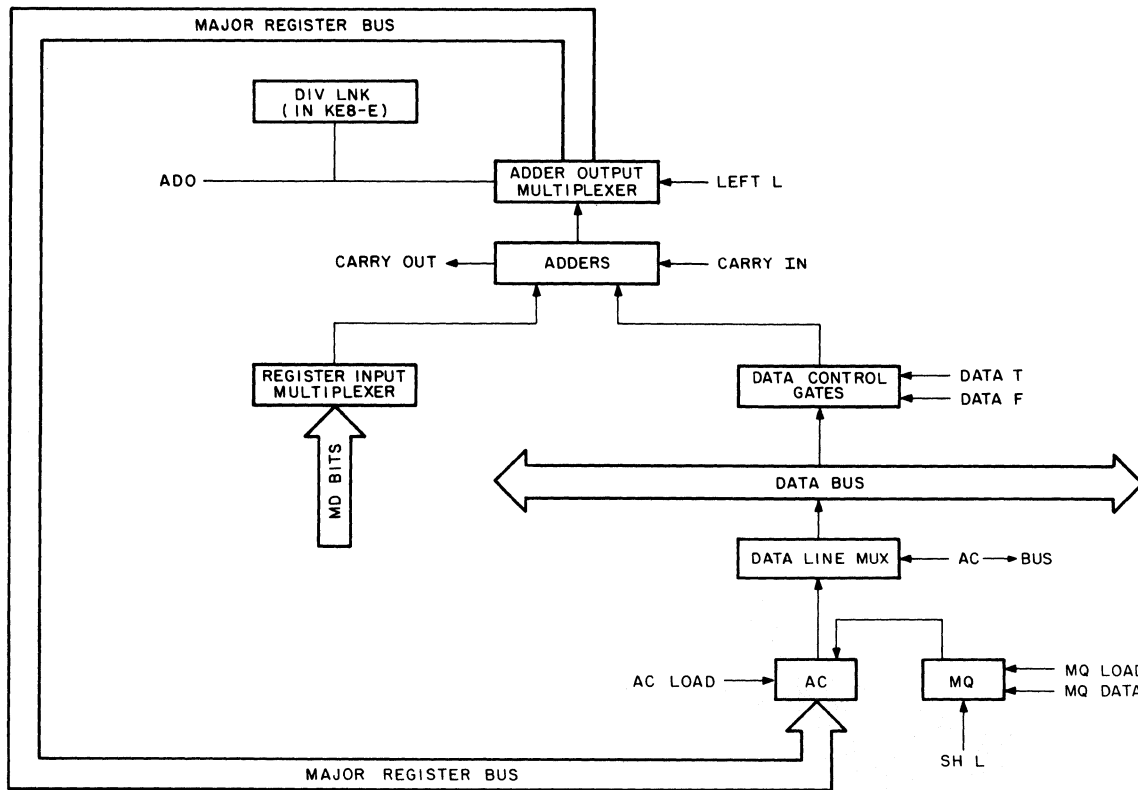 MAJOR REGISTER BUS
DIV LNK
(IN KE8-E)
ADO
ADDER OUTPUT
MULTIPLEXER
LEFT L
CARRY OUT
ADDERS
CARRY IN
REGISTER INPUT
MULTIPLEXER
DATA CONTROL
GATES
DATA T
DATA F
MD BITS
DATA BUS
DATA LINE MUX
AC → BUS
AC LOAD
AC
MQ
MQ LOAD
MQ DATA
SH L
MAJOR REGISTER BUS